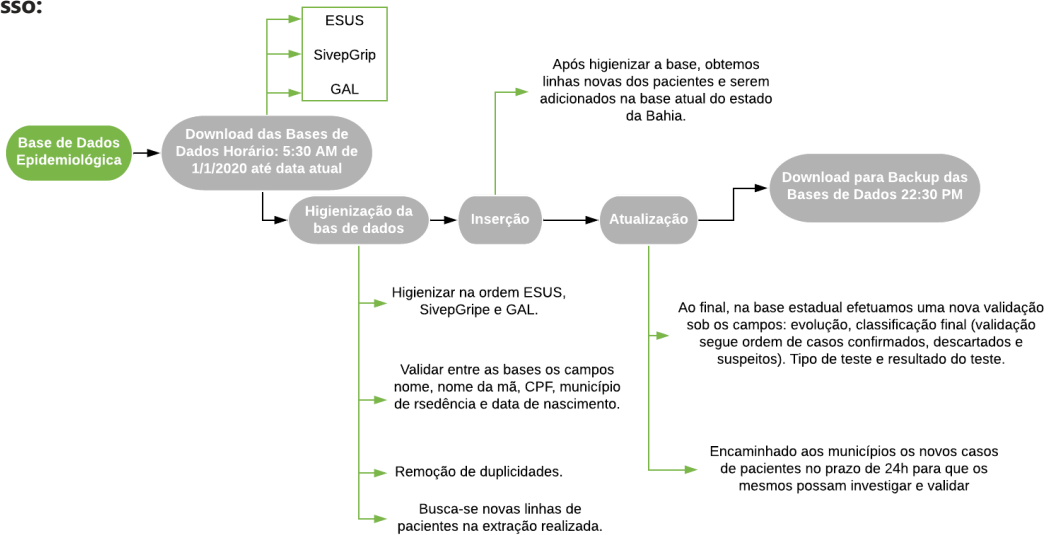 sso:
ESUS
SivepGrip
GAL
Base de Dados
Epidemiológica
Download das Bases de
Dados Horário: 5:30 AM de
1/1/2020 até data atual
Após higienizar a base, obtemos
linhas novas dos pacientes e serem
adicionados na base atual do estado
da Bahia.
Higienização da
bas de dados
Inserção
Atualização
Download para Backup das
Bases de Dados 22:30 PM
Higienizar na ordem ESUS,
SivepGripe e GAL.
Validar entre as bases os campos
nome, nome da mã, CPF, município
de rsedência e data de nascimento.
Remoção de duplicidades.
Busca-se novas linhas de
pacientes na extração realizada.
Ao final, na base estadual efetuamos uma nova validação
sob os campos: evolução, classificação final (validação
segue ordem de casos confirmados, descartados e
suspeitos). Tipo de teste e resultado do teste.
Encaminhado aos municípios os novos casos
de pacientes no prazo de 24h para que os
mesmos possam investigar e validar